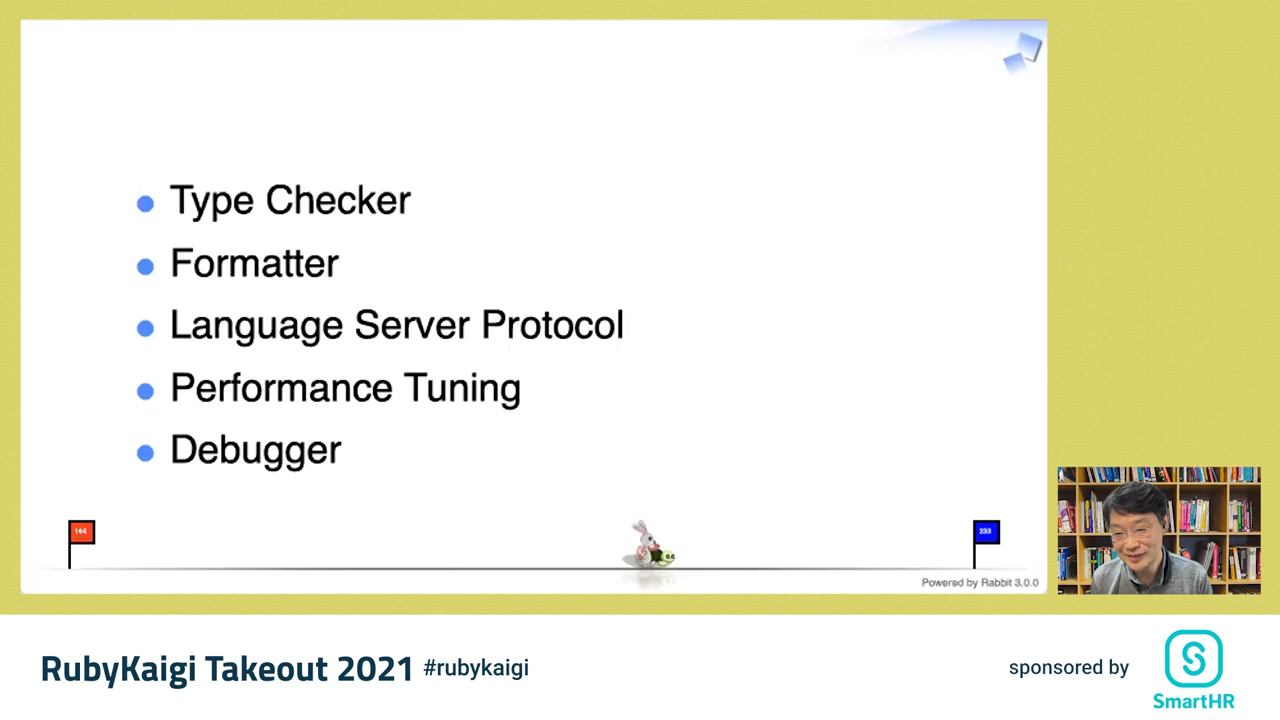 Type Checker
Formatter
Language Server Protocol
Performance Tuning
Debugger
Powered by Rabbit 3.0.0
RubyKaigi Takeout 2021 #rubykaigi
sponsored by
SmartHR